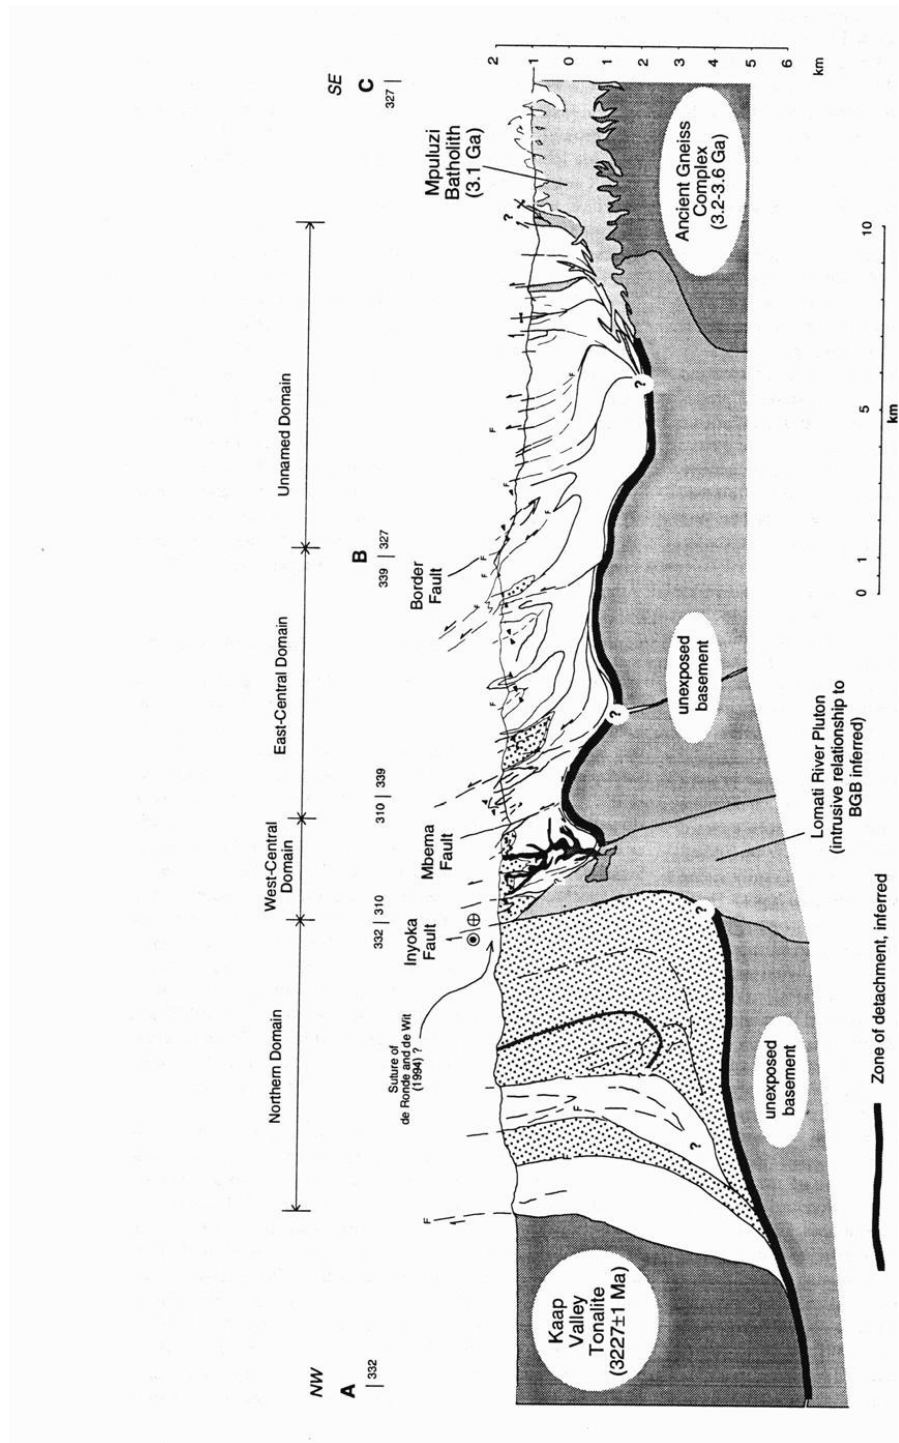 NW
A
332
SE
C
327
Northern Domain
West-Central
Domain
East-Central Domain
Unnamed Domain
332 | 310
310 | 339
B
339 | 327
Suture of
de Ronde and de Wit
(1994) ?
Inyoka
Fault
Mbema
Fault
Border
Fault
Mpuluzi
Batholith
(3.1 Ga)
F
F
F
F
F
F
F
F
F
?
2
1
0
1
2
3
4
5
6
km
Kaap
Valley
Tonalite
(3227±1 Ma)
?
?
?
?
unexposed
basement
unexposed
basement
Ancient Gneiss
Complex
(3.2-3.6 Ga)
Lomati River Pluton
(intrusive relationship to
BGB inferred)
0
1
5
10
km
Zone of detachment, inferred